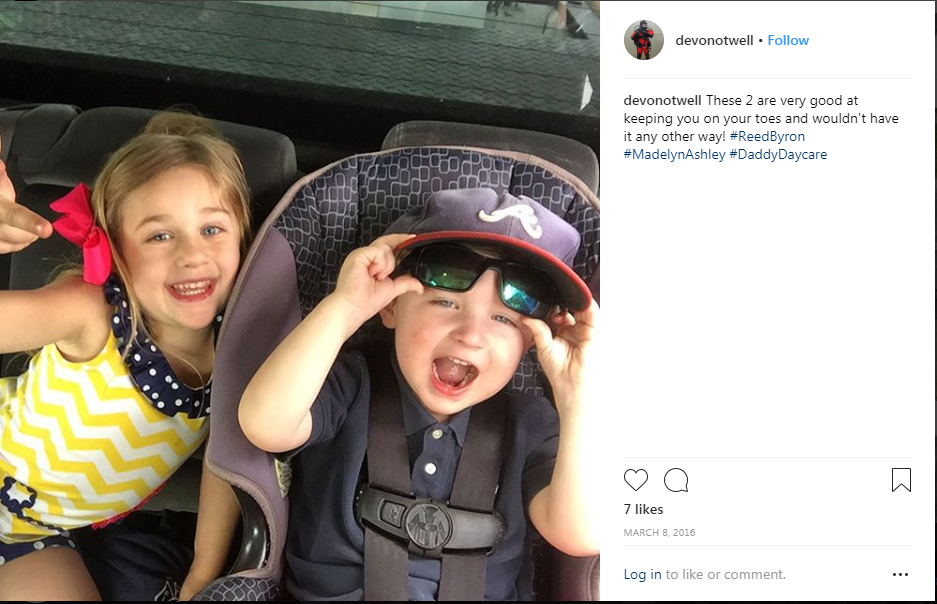 devonotwell • Follow
devonotwell These 2 are very good at
keeping you on your toes and wouldn't have
it any other way! #ReedByron
#MadelynAshley #DaddyDaycare
7 likes
MARCH 8, 2016
Log in to like or comment.
A